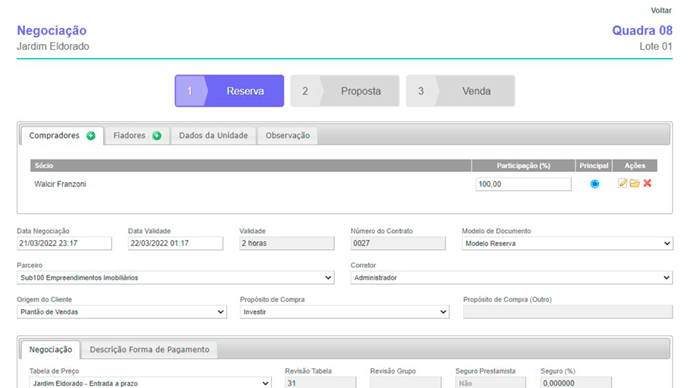 Voltar
Negociação
Quadra 08
Jardim Eldorado
Lote 01
1 Reserva
2 Proposta
3 Venda
Compradores Fiadores Dados da Unidade Observação
Sócio Participação (%) Principal Ações
Walcir Franzoni 100,00
Data Negociação Data Validade Validade Número do Contrato Modelo de Documento
21/03/2022 23:17 22/03/2022 01:17 2 horas 0027 Modelo Reserva
Parceiro Corretor
Sub100 Empreendimentos Imobiliários Administrador
Origem do Cliente Propósito de Compra Propósito de Compra (Outro)
Plantão de Vendas Investir
Negociação Descrição Forma de Pagamento
Tabela de Preço Revisão Tabela Revisão Grupo Seguro Prestamista Seguro (%)
Jardim Eldorado - Entrada a prazo 31 Não 0,000000